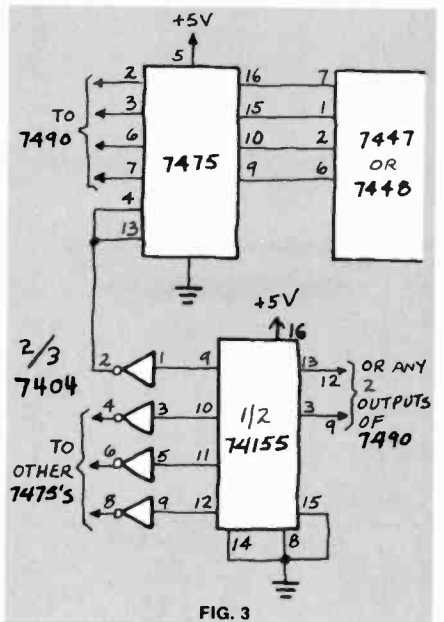 +5V
5
2 16 7
TO 3 15 1
7490 6 10 2
7 9 6
7475
7447
OR
7448
4
13
+5V
16
2/3
7404
2 1 9
4 3 10
TO 6 5 11
OTHER 8 9 12
7475's
1/2
74155
13
12
3
9
OR ANY
2
OUTPUTS
OF
7490
15
14 8
FIG. 3